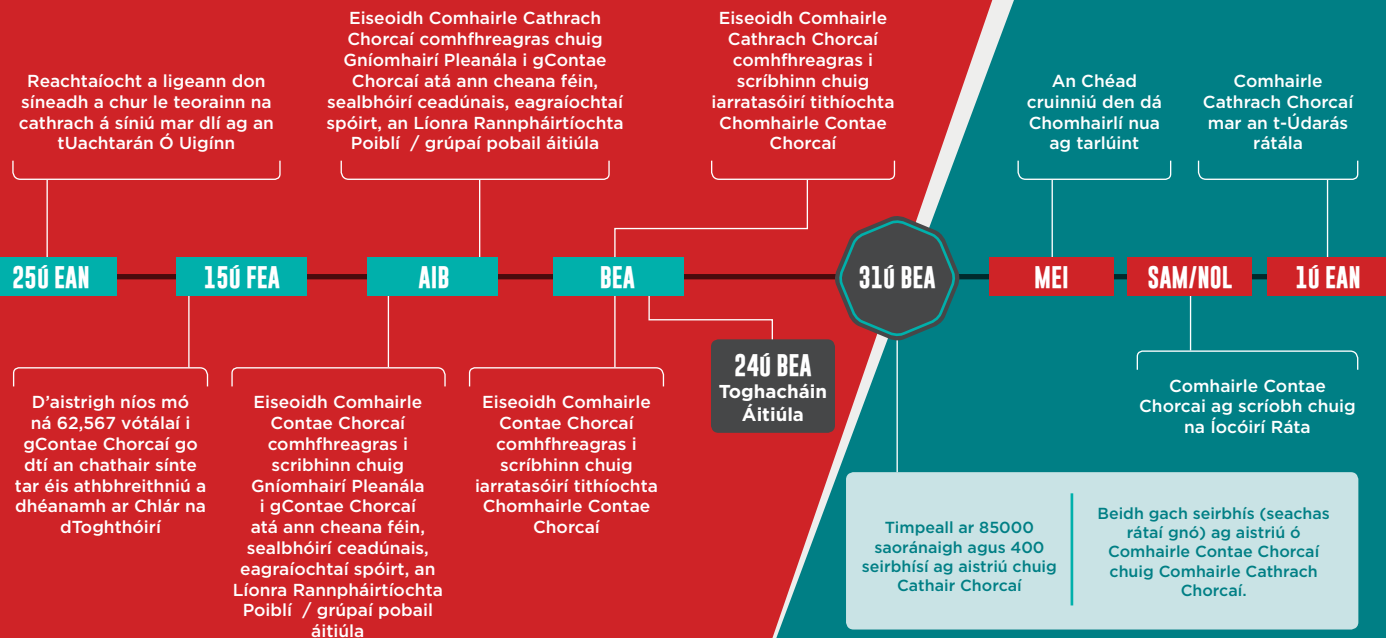 Reachtaíocht a ligeann don
síneadh a chur le teorainn na
cathrach á síniú mar dlí ag an
tUachtarán Ó Uigínn
Eiseoidh Comhairle Cathrach
Chorcaí comhfhreagras chuig
Gníomhairí Pleanála i gContae
Chorcaí atá ann cheana féin,
sealbhóirí ceadúnais, eagraíochtaí
spóirt, an Líonra Rannpháirtíochta
Poiblí / grúpaí pobail áitiúla
Eiseoidh Comhairle
Cathrach Chorcaí
comhfhreagras i
scríbhinn chuig
iarratasóirí tithíochta
Chomhairle Contae
Chorcaí
An Chéad
cruinniú den dá
Chomhairlí nua
ag tarlúint
Comhairle
Cathrach Chorcaí
mar an t-Údarás
rátála
25Ú EAN
15Ú FEA
AIB
BEA
31Ú BEA
MEI
SAM/NOL
1Ú EAN
D'aistrigh níos mó
ná 62,567 vótálaí i
gContae Chorcaí go
dtí an chathair sínte
tar éis athbhreithniú a
dhéanamh ar Chlár na
dToghthóirí
Eiseoidh Comhairle
Contae Chorcaí
comhfhreagras i
scribhinn chuig
Gníomhairí Pleanála
i gContae Chorcaí
atá ann cheana féin,
sealbhóirí ceadúnais,
eagraíochtaí spóirt, an
Líonra Rannpháirtíochta
Poiblí / grúpaí pobail
áitiúla
Eiseoidh Comhairle
Contae Chorcaí
comhfhreagras i
scríbhinn chuig
iarratasóirí tithíochta
Chomhairle Contae
Chorcaí
24Ú BEA
Toghacháin
Áitiúla
Comhairle Contae
Chorcai ag scríobh chuig
na Íocóirí Ráta
Timpeall ar 85000
saoránaigh agus 400
seirbhísí ag aistriú chuig
Cathair Chorcaí
Beidh gach seirbhís (seachas
rátaí gnó) ag aistriú ó
Comhairle Contae Chorcaí
chuig Comhairle Cathrach
Chorcaí.